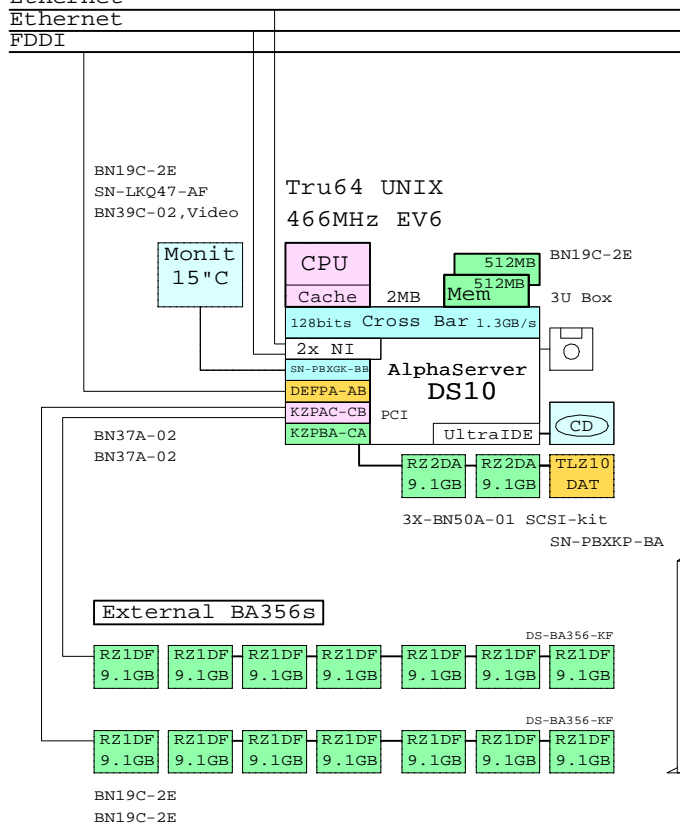 Ethernet
Ethernet
FDDI
BN19C-2E
SN-LKQ47-AF
BN39C-02,Video
Tru64 UNIX
466MHz EV6
Monit
15"C
CPU
Cache
2MB
512MB
512MB
Mem
BN19C-2E
3U Box
128bits Cross Bar 1.3GB/s
2x NI
SN-PBXGK-BB
DEFPA-AB
KZPAC-CB
KZPBA-CA
PCI
AlphaServer
DS10
UltraIDE
CD
BN37A-02
BN37A-02
RZ2DA RZ2DA TLZ10
9.1GB 9.1GB DAT
3X-BN50A-01 SCSI-kit
SN-PBXKP-BA
External BA356s
DS-BA356-KF
RZ1DF RZ1DF RZ1DF RZ1DF RZ1DF RZ1DF RZ1DF
9.1GB 9.1GB 9.1GB 9.1GB 9.1GB 9.1GB 9.1GB
DS-BA356-KF
RZ1DF RZ1DF RZ1DF RZ1DF RZ1DF RZ1DF RZ1DF
9.1GB 9.1GB 9.1GB 9.1GB 9.1GB 9.1GB 9.1GB
BN19C-2E
BN19C-2E